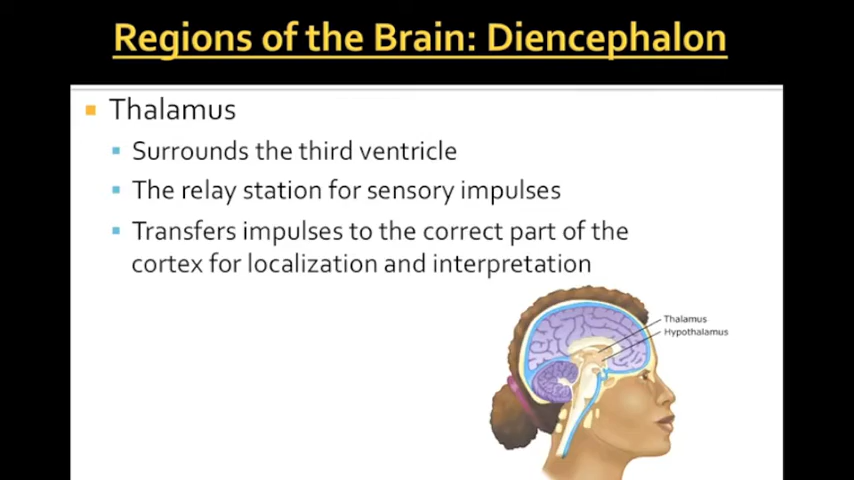 Regions of the Brain: Diencephalon
Thalamus
Surrounds the third ventricle
The relay station for sensory impulses
Transfers impulses to the correct part of the
cortex for localization and interpretation
Thalamus
Hypothalamus